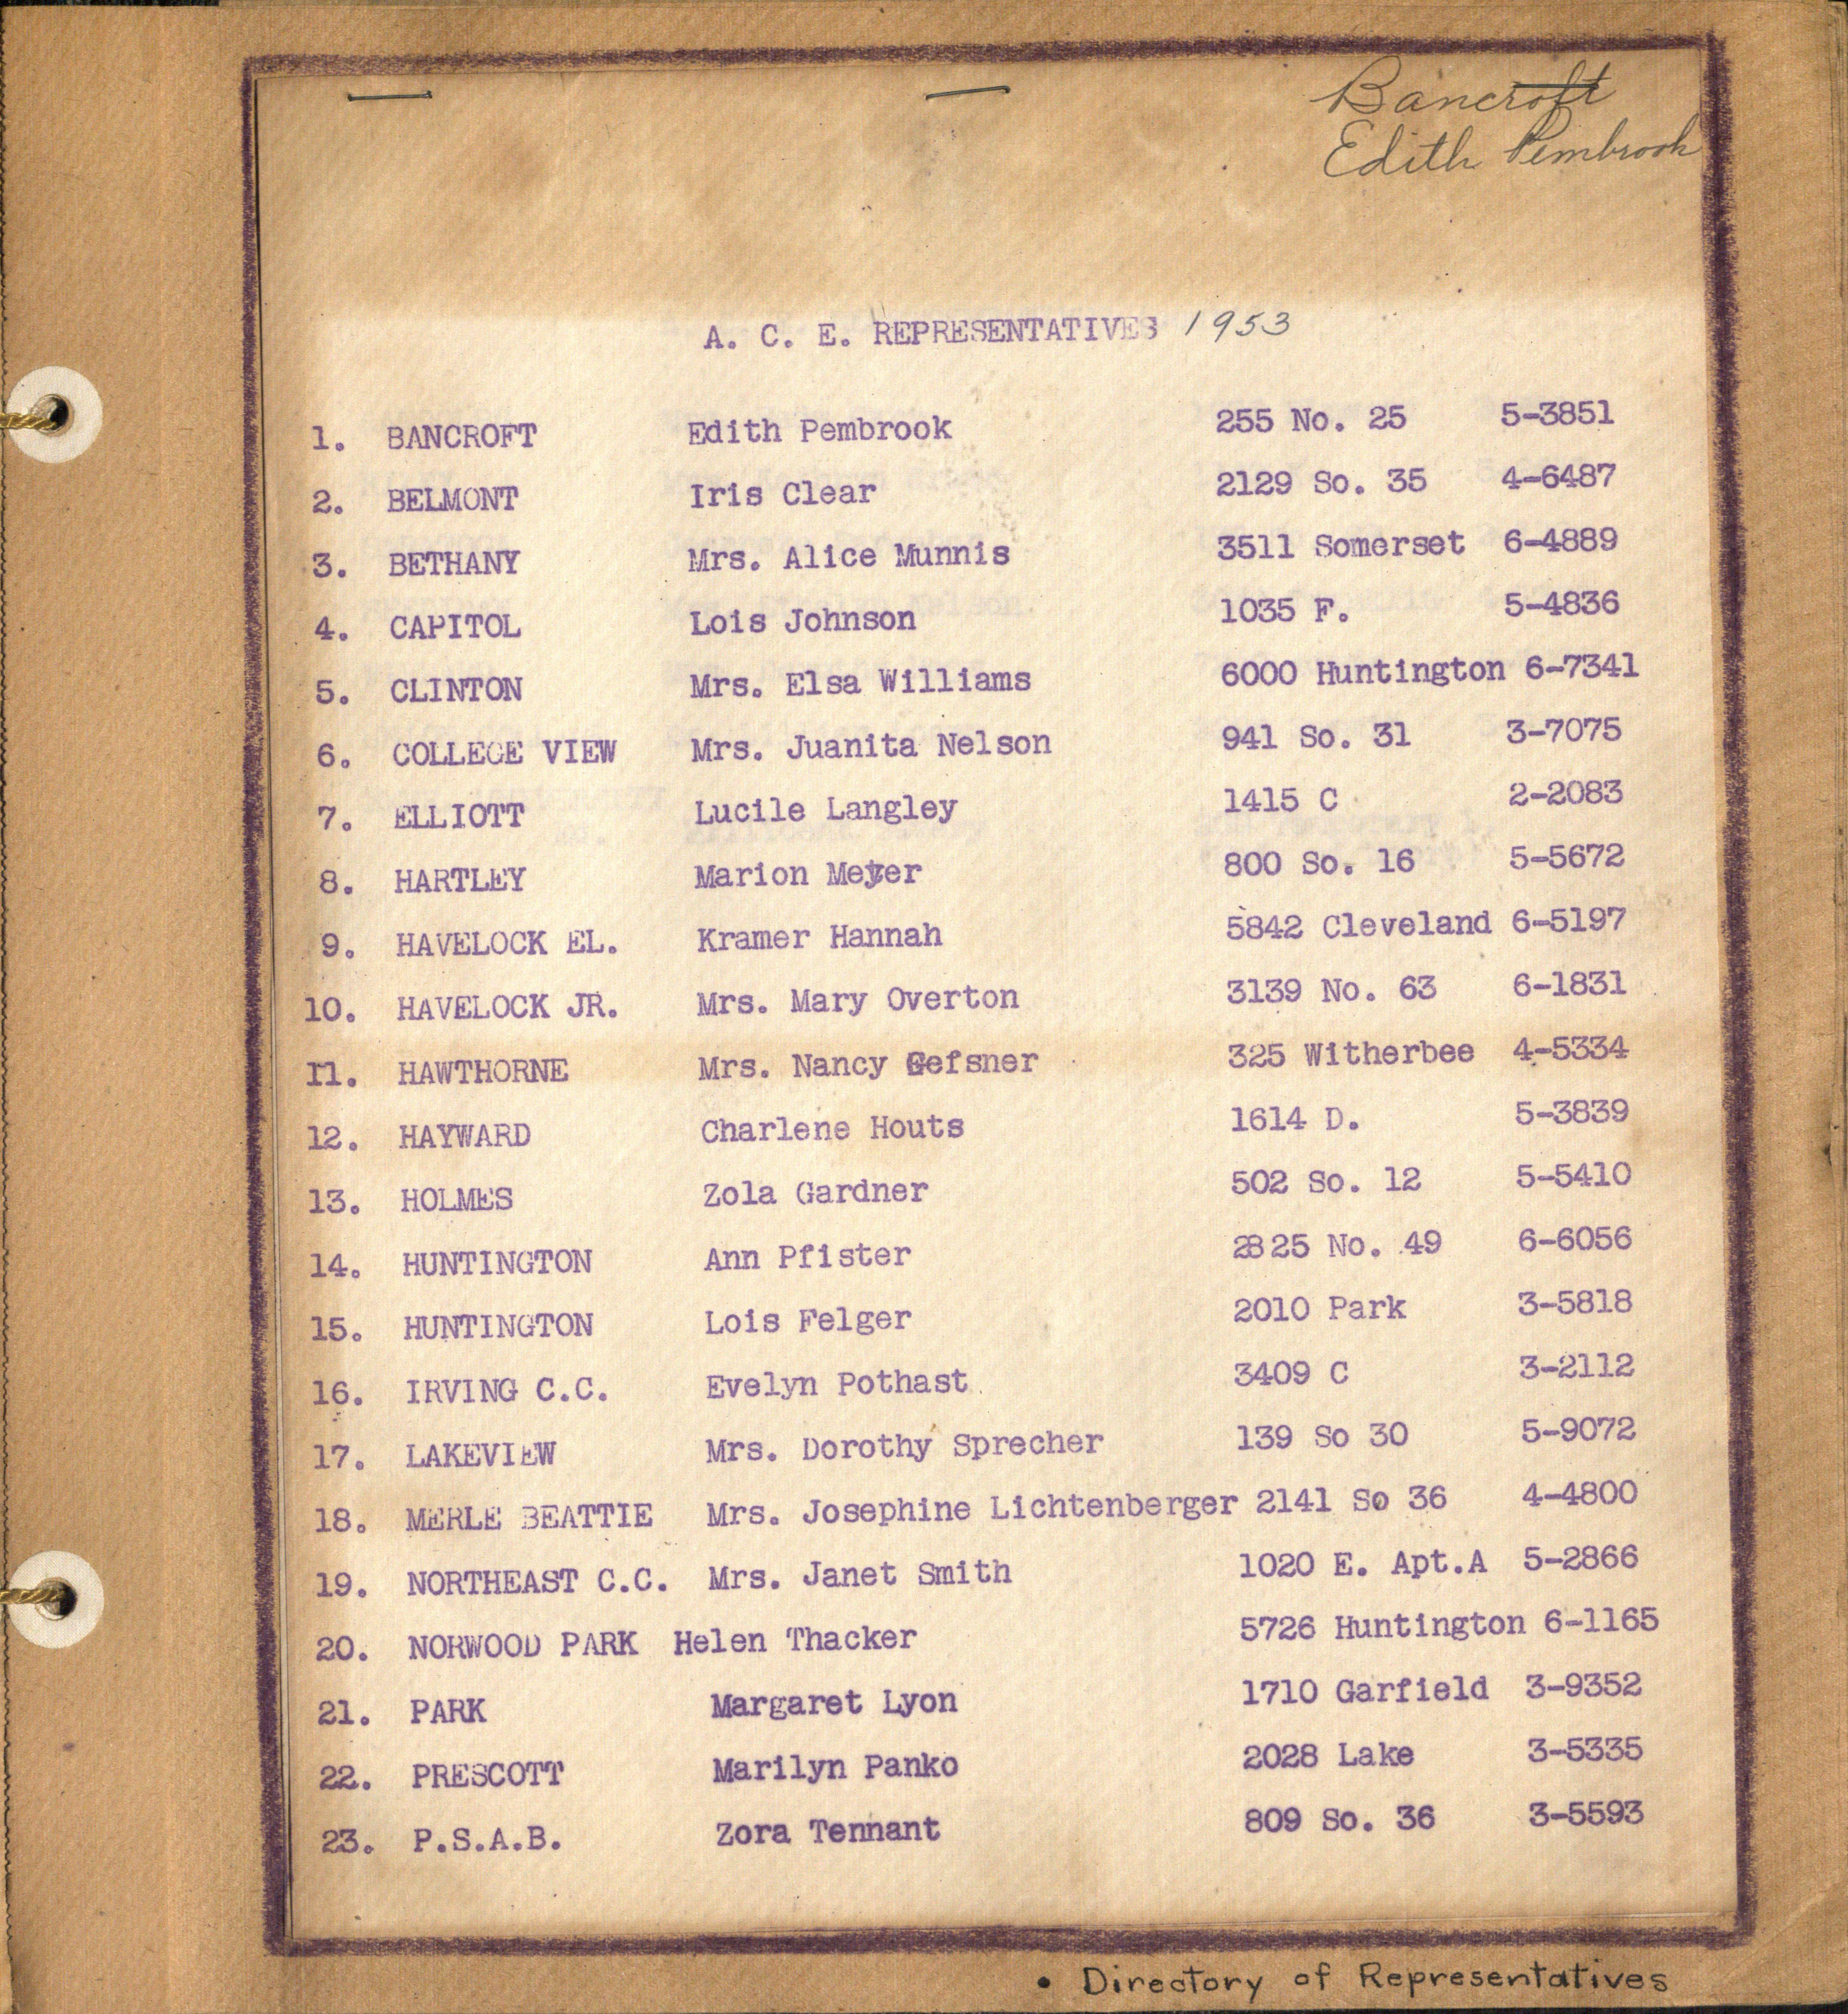 Bancroft
Edith Pembrook
A. C. E. REPRESENTATIVES 1953
1. BANCROFT Edith Pembrook 255 No. 25 5-3851
2. BELMONT Iris Clear 2129 So. 35 4-6487
3. BETHANY Mrs. Alice Munnis 3511 Somerset 6-4889
4. CAPITOL Lois Johnson 1035 F. 5-4836
5. CLINTON Mrs. Elsa Williams 6000 Huntington 6-7341
6. COLLEGE VIEW Mrs. Juanita Nelson 941 So. 31 3-7075
7. ELLIOTT Lucile Langley 1415 C 2-2083
8. HARTLEY Marion Meyer 800 So. 16 5-5672
9. HAVELOCK EL. Kramer Hannah 5842 Cleveland 6-5197
10. HAVELOCK JR. Mrs. Mary Overton 3139 No. 63 6-1831
11. HAWTHORNE Mrs. Nancy Gefsner 325 Witherbee 4-5334
12. HAYWARD Charlene Houts 1614 D. 5-3839
13. HOLMES Zola Gardner 502 So. 12 5-5410
14. HUNTINGTON Ann Pfister 2825 No. 49 6-6056
15. HUNTINGTON Lois Felger 2010 Park 3-5818
16. IRVING C.C. Evelyn Pothast 3409 C 3-2112
17. LAKEVIEW Mrs. Dorothy Sprecher 139 So 30 5-9072
18. MERLE BEATTIE Mrs. Josephine Lichtenberger 2141 So 36 4-4800
19. NORTHEAST C.C. Mrs. Janet Smith 1020 E. Apt.A 5-2866
20. NORWOOD PARK Helen Thacker 5726 Huntington 6-1165
21. PARK Margaret Lyon 1710 Garfield 3-9352
22. PRESCOTT Marilyn Panko 2028 Lake 3-5335
23. P.S.A.B. Zora Tennant 809 So. 36 3-5593
• Directory of Representatives